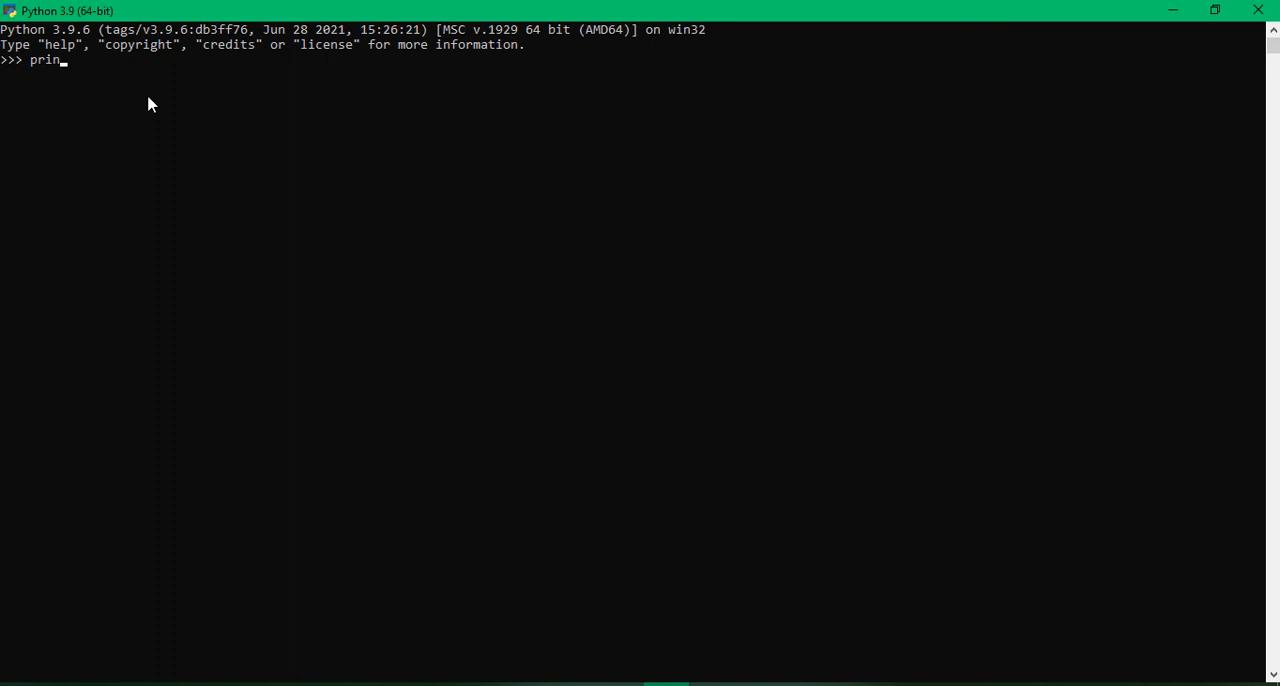 Python 3.9 (64-bit)
Python 3.9.6 (tags/v3.9.6:db3ff76, Jun 28 2021, 15:26:21) [MSC v.1929 64 bit (AMD64)] on win32
Type "help", "copyright", "credits" or "license" for more information.
>>> prin_